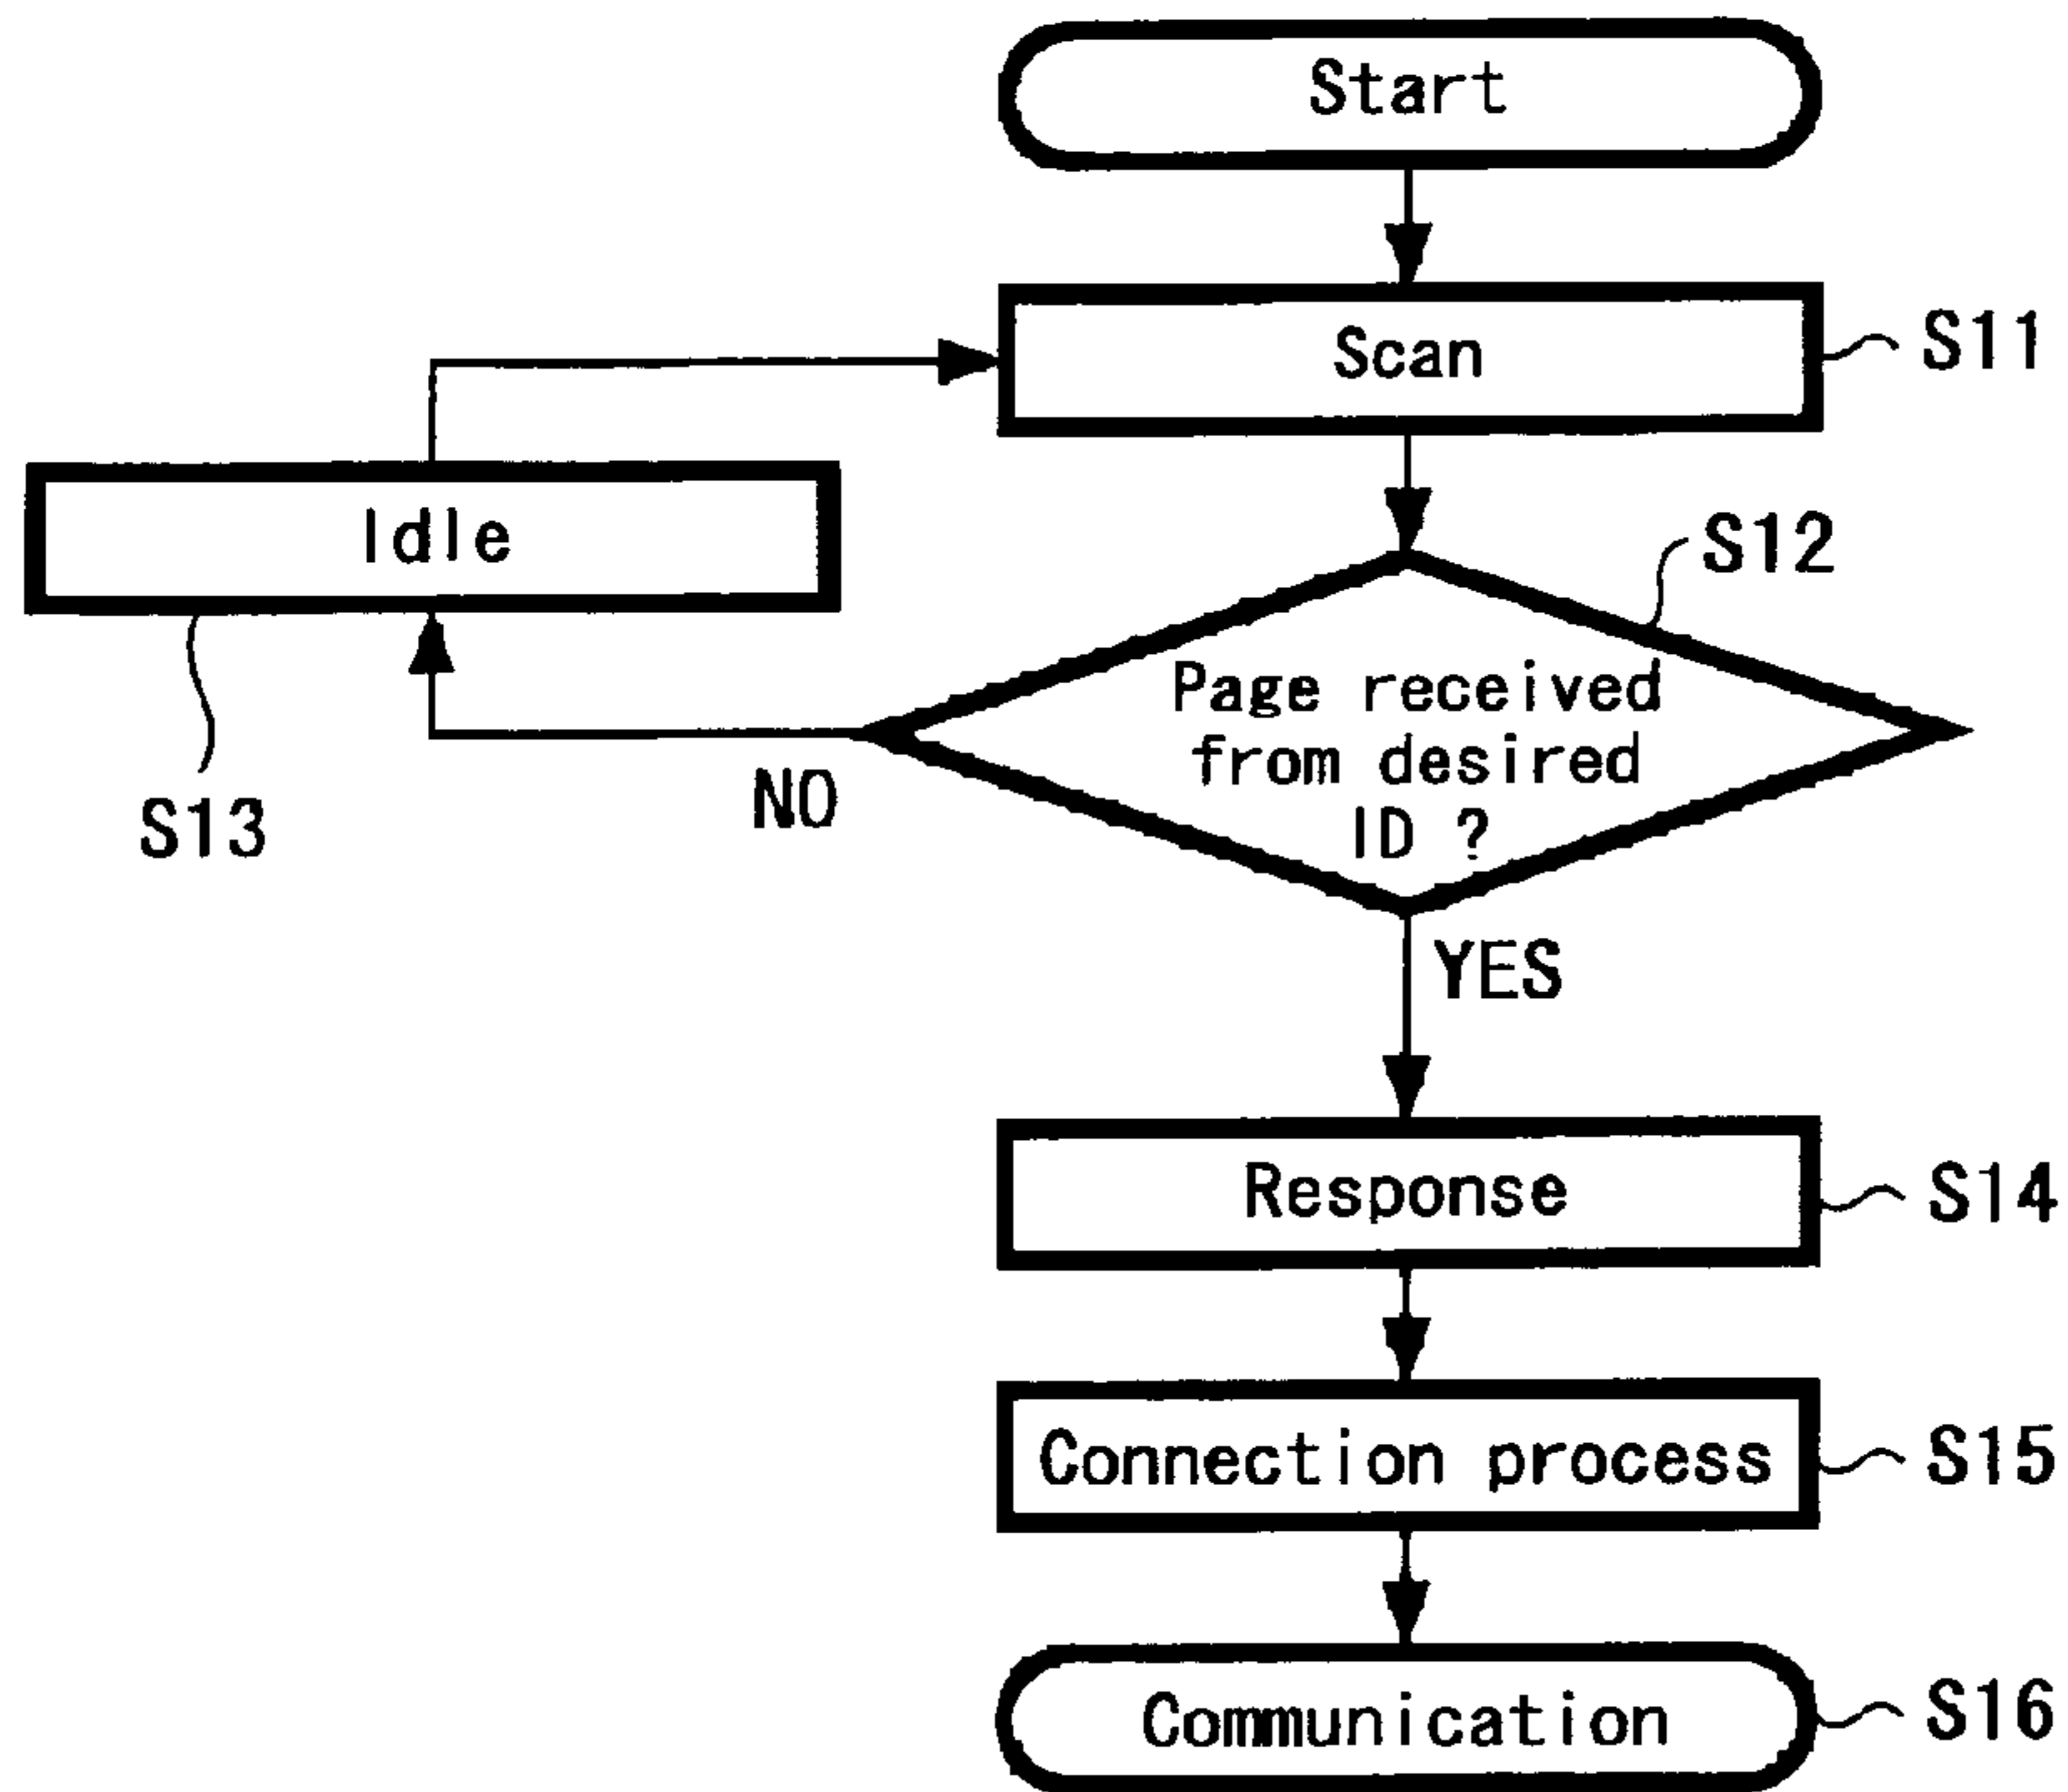 Start
Scan
S11
Idle
S12
Page received
from desired
ID ?
NO
S13
YES
Response
S14
Connection process
S15
Communication
S16